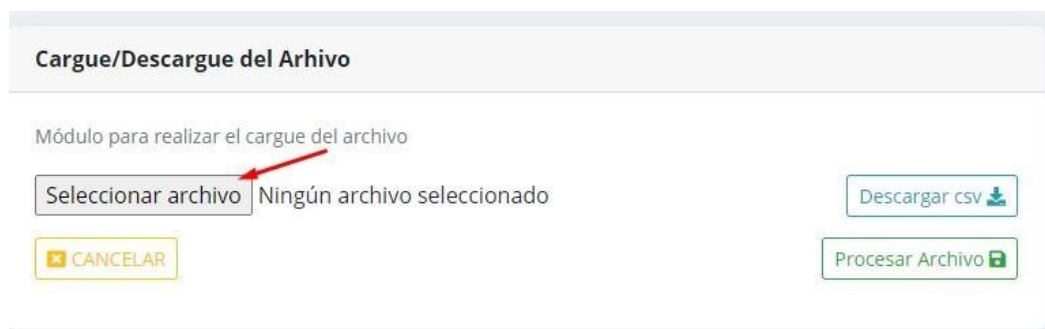 Cargue/Descargue del Arhivo
Módulo para realizar el cargue del archivo
Seleccionar archivo Ningún archivo seleccionado
Descargar csv
CANCELAR
Procesar Archivo